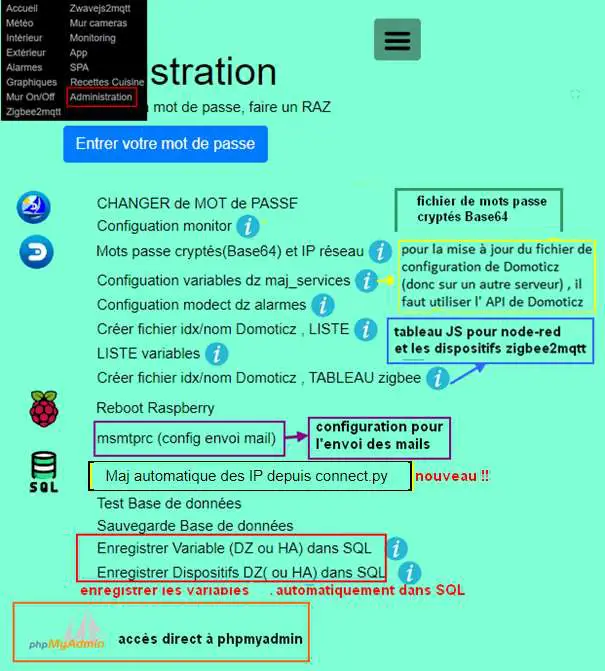 Accueil Zwavejs2mqtt
Météo Mur cameras
Intérieur Monitoring
Extérieur App
Alarmes SPA
Graphiques Recettes Cuisine
Mur On/Off Administration
Zigbee2mqtt
stration
mot de passe, faire un RAZ
Entrer votre mot de passe
CHANGER de MOT de PASSE
fichier de mots passe
cryptés Base64
Configuation monitor
Mots passe cryptés(Base64) et IP réseau
pour la mise à jour du fichier de
configuration de Domoticz
(donc sur un autre serveur) , il
faut utiliser l' API de Domoticz
Configuation variables dz maj_services
Configuation modect dz alarmes
Créer fichier idx/nom Domoticz , LISTE
tableau JS pour node-red
et les dispositifs zigbee2mqtt
LISTE variables
Créer fichier idx/nom Domoticz , TABLEAU zigbee
Reboot Raspberry
msmtprc (config envoi mail)
configuration pour
l'envoi des mails
SQL
Maj automatique des IP depuis connect.py
nouveau !!
Test Base de données
Sauvegarde Base de données
Enregistrer Variable (DZ ou HA) dans SQL
Enregistrer Dispositifs DZ( ou HA) dans SQL
enregistrer les variables . automatiquement dans SQL
phpMyAdmin
accès direct à phpmyadmin